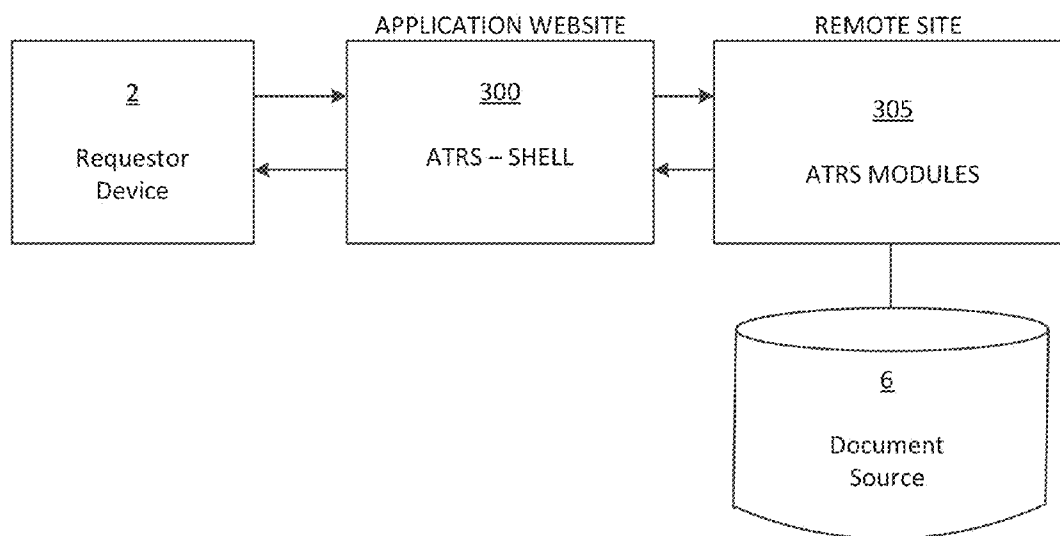 APPLICATION WEBSITE
REMOTE SITE
2
Requestor
Device
300
ATRS – SHELL
305
ATRS MODULES
6
Document
Source